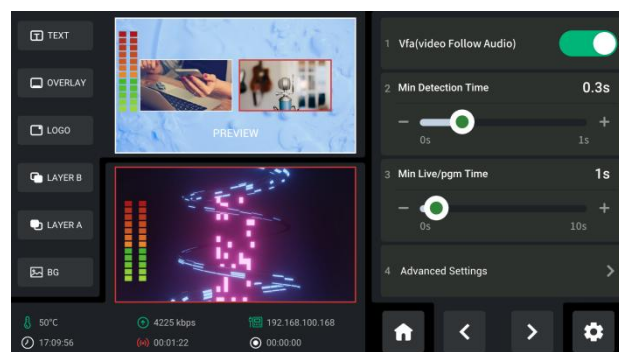 TEXT
OVERLAY
LOGO
LAYER B
LAYER A
BG
PREVIEW
50°C
4225 kbps
192.168.100.168
17:09:56
00:01:22
00:00:00
1 Vfa(video Follow Audio)
2 Min Detection Time 0.3s
0s 1s
3 Min Live/pgm Time 1s
0s 10s
4 Advanced Settings